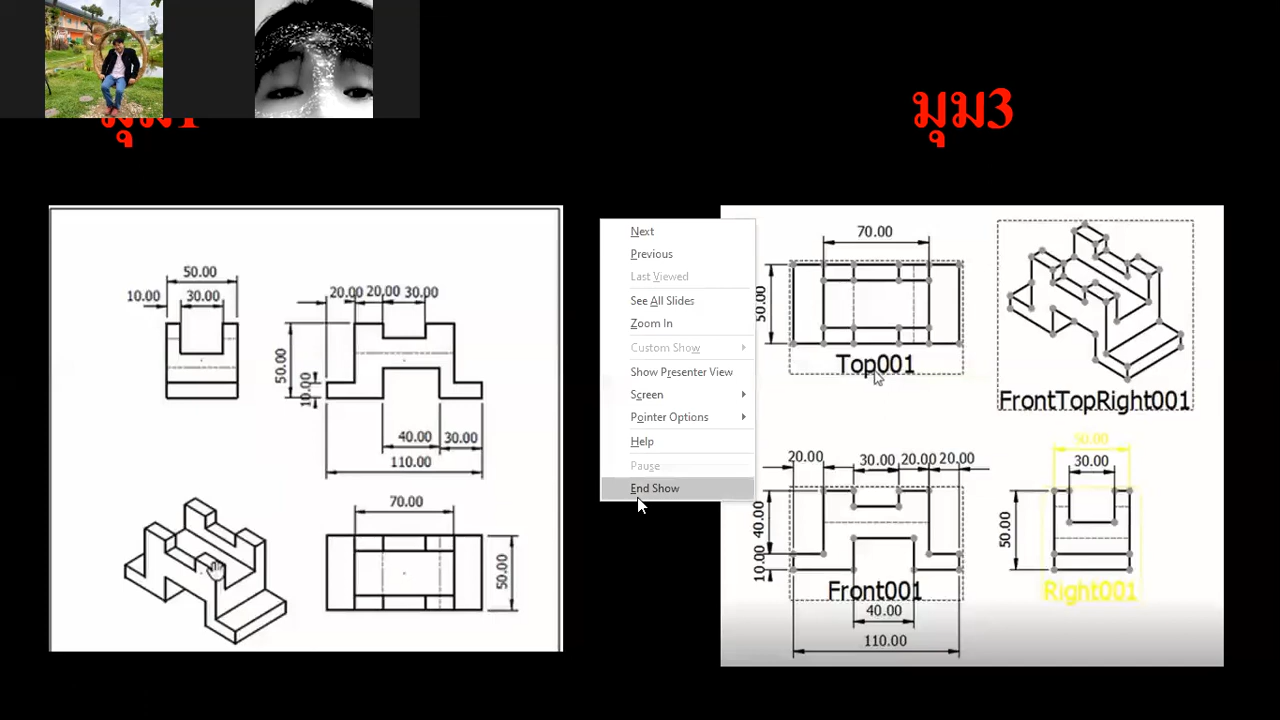 มุม1
มุม3
50.00
10.00
30.00
20.00
20.00
30.00
50.00
10.00
40.00
30.00
110.00
70.00
50.00
Next
Previous
Last Viewed
See All Slides
Zoom In
Custom Show
Show Presenter View
Screen
Pointer Options
Help
Pause
End Show
70.00
50.00
Top001
FrontTopRight001
20.00
30.00
20.00
20.00
40.00
10.00
Front001
40.00
110.00
50.00
30.00
50.00
Right001